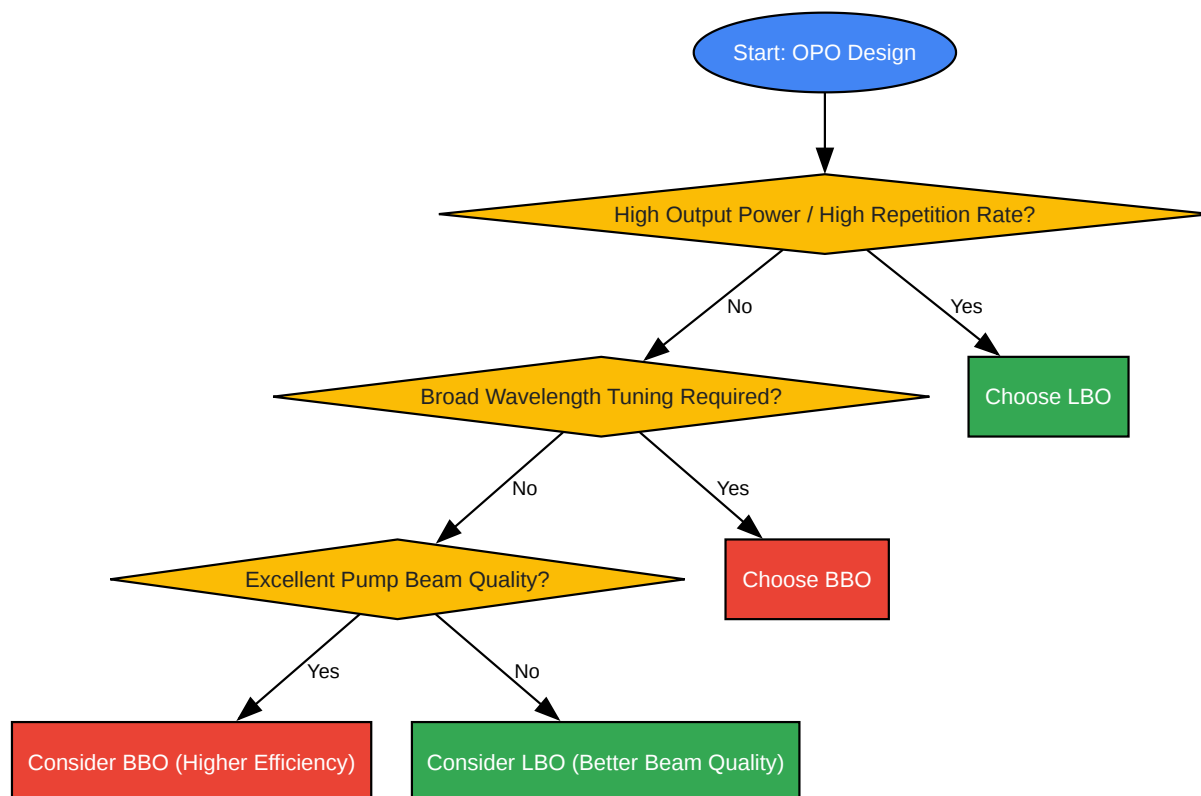 Start: OPO Design
High Output Power / High Repetition Rate?
No
Yes
Broad Wavelength Tuning Required?
Choose LBO
No
Yes
Excellent Pump Beam Quality?
Choose BBO
Yes
No
Consider BBO (Higher Efficiency)
Consider LBO (Better Beam Quality)